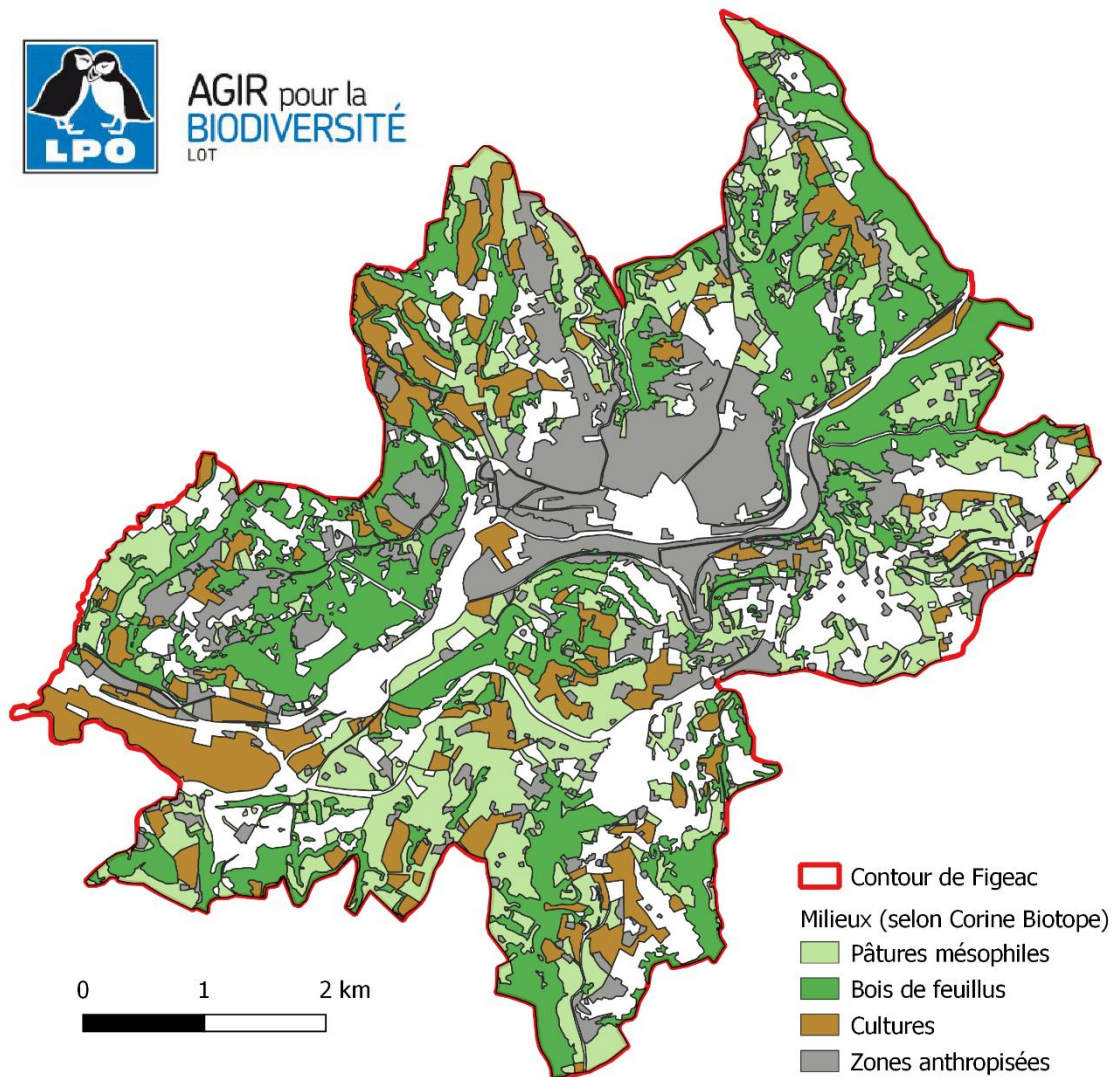 LPO
AGIR pour la
BIODIVERSITÉ
LOT
0 1 2 km
Contour de Figeac
Milieux (selon Corine Biotope)
Pâtures mésophiles
Bois de feuillus
Cultures
Zones anthropisées